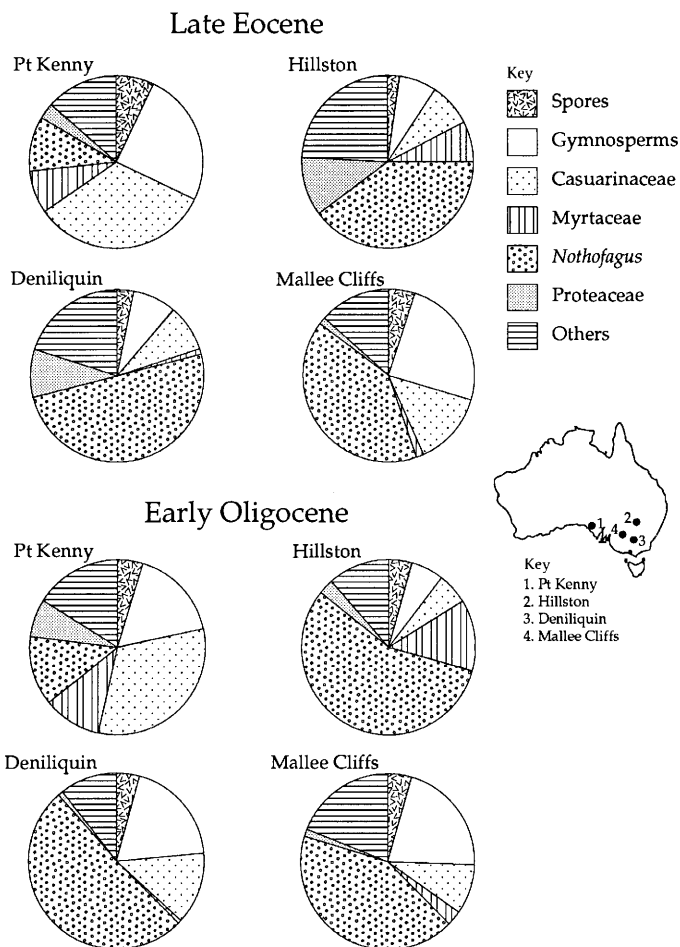 Late Eocene
Pt Kenny
Hillston
Deniliquin
Mallee Cliffs
Key
Spores
Gymnosperms
Casuarinaceae
Myrtaceae
Nothofagus
Proteaceae
Others
Early Oligocene
Pt Kenny
Hillston
Deniliquin
Mallee Cliffs
1
2
4
3
Key
1. Pt Kenny
2. Hillston
3. Deniliquin
4. Mallee Cliffs